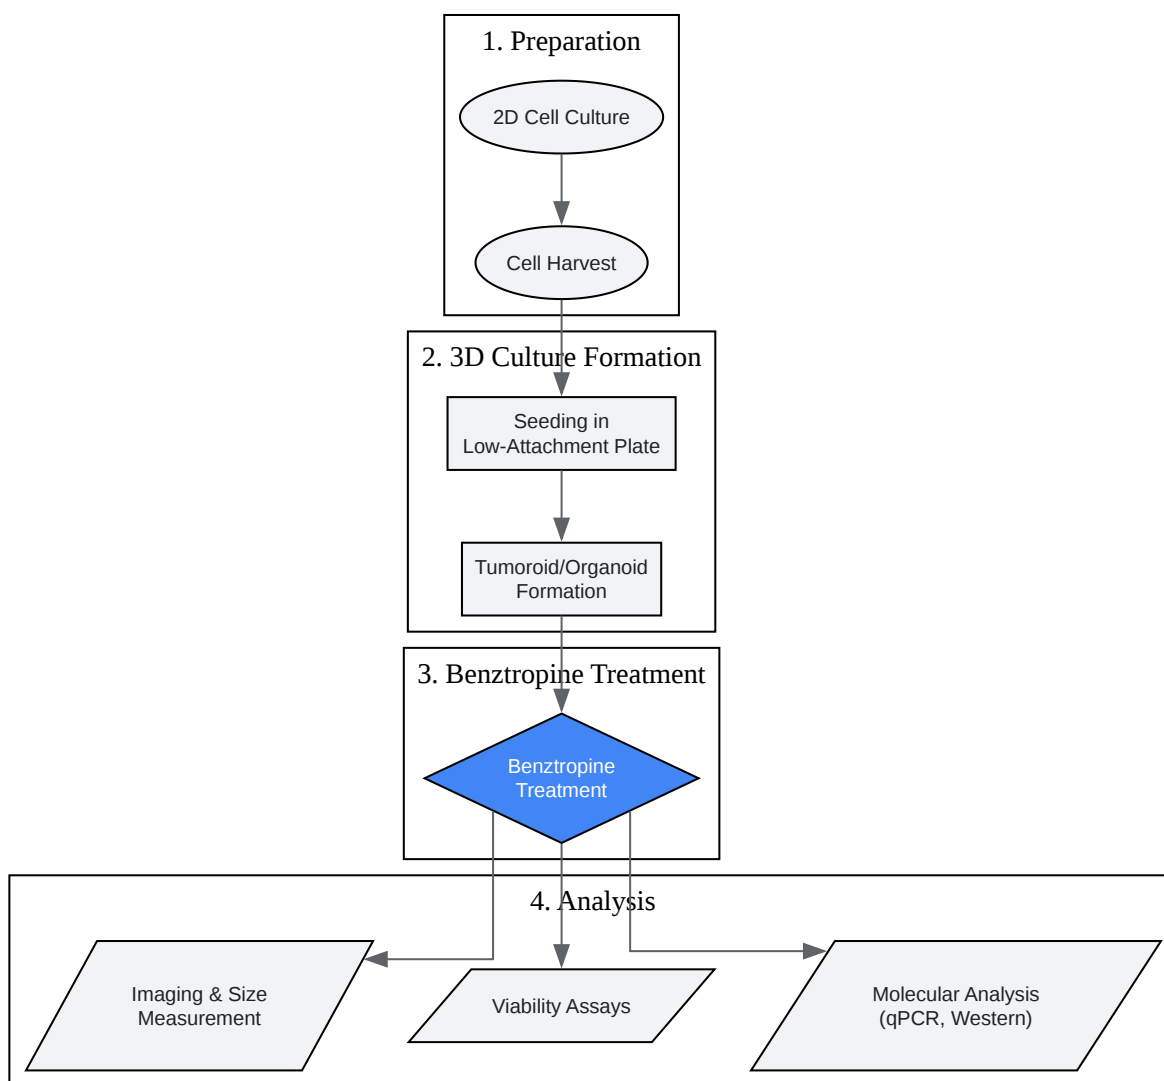 1. Preparation
2D Cell Culture
Cell Harvest
2. 3D Culture Formation
Seeding in
Low-Attachment Plate
Tumoroid/Organoid
Formation
3. Benztropine Treatment
Benztropine
Treatment
4. Analysis
Imaging & Size
Measurement
Viability Assays
Molecular Analysis
(qPCR, Western)